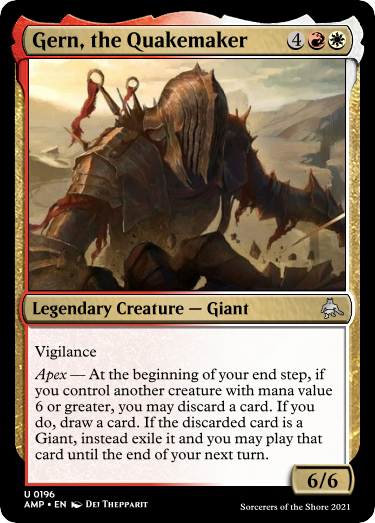 Gern, the Quakemaker 4
Legendary Creature — Giant
Vigilance
Apex — At the beginning of your end step, if
you control another creature with mana value
6 or greater, you may discard a card. If you
do, draw a card. If the discarded card is a
Giant, instead exile it and you may play that
card until the end of your next turn.
6/6
U 0196
AMP • EN Dej Thepparit
Sorcerers of the Shore 2021